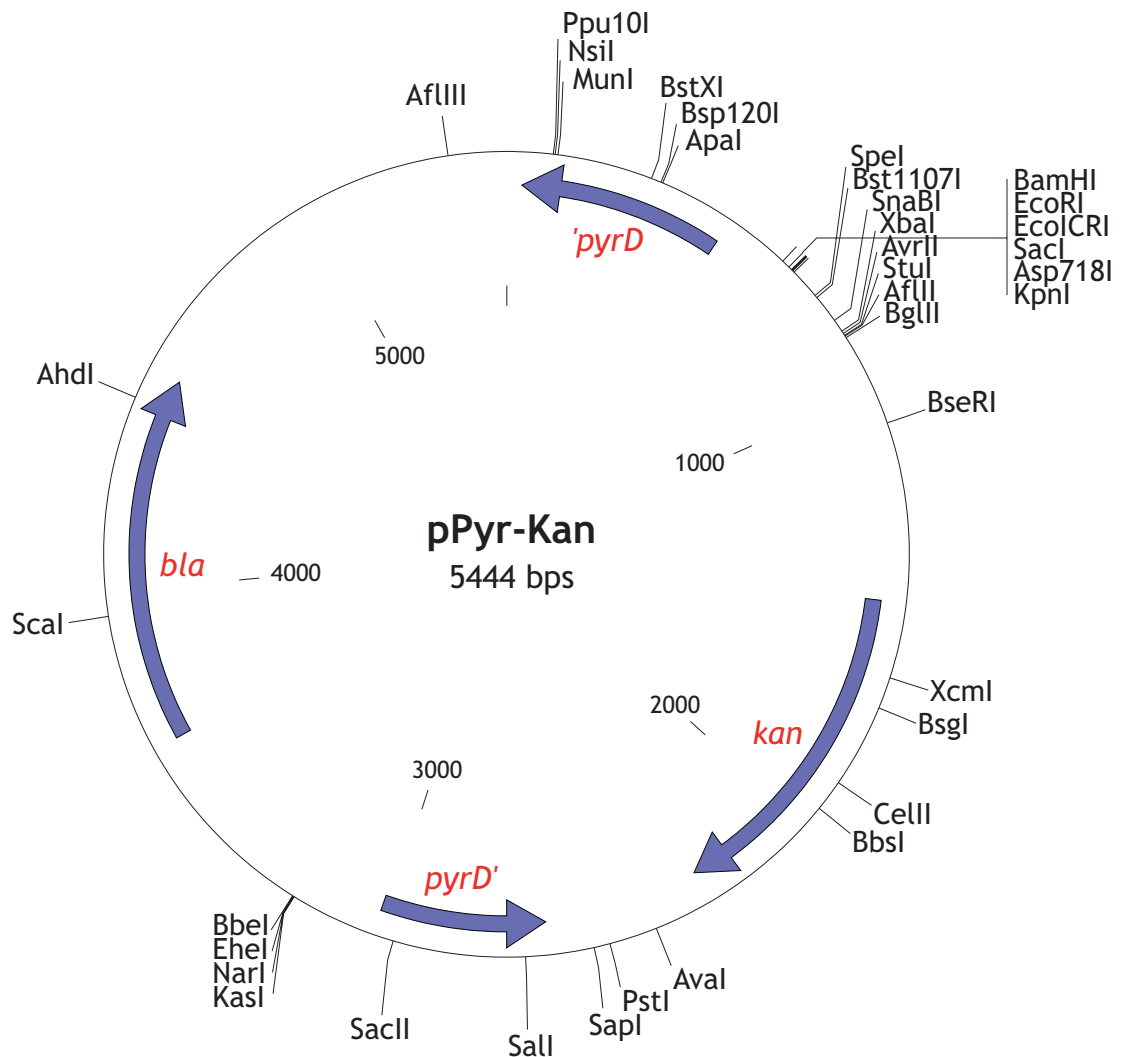 Ppu10I
NsiI
MunI
AflIII
BstXI
Bsp120I
ApaI
SpeI
Bst1107I
SnaBI
XbaI
AvrII
StuI
AflII
BglII
BamHI
EcoRI
EcoICRI
SacI
Asp718I
KpnI
'pyrD
5000
AhdI
BseRI
1000
pPyr-Kan
5444 bps
bla
4000
ScaI
XcmI
BsgI
2000
kan
3000
CelII
BbsI
pyrD'
BbeI
EheI
NarI
KasI
SacII
SalI
SapI
PstI
AvaI